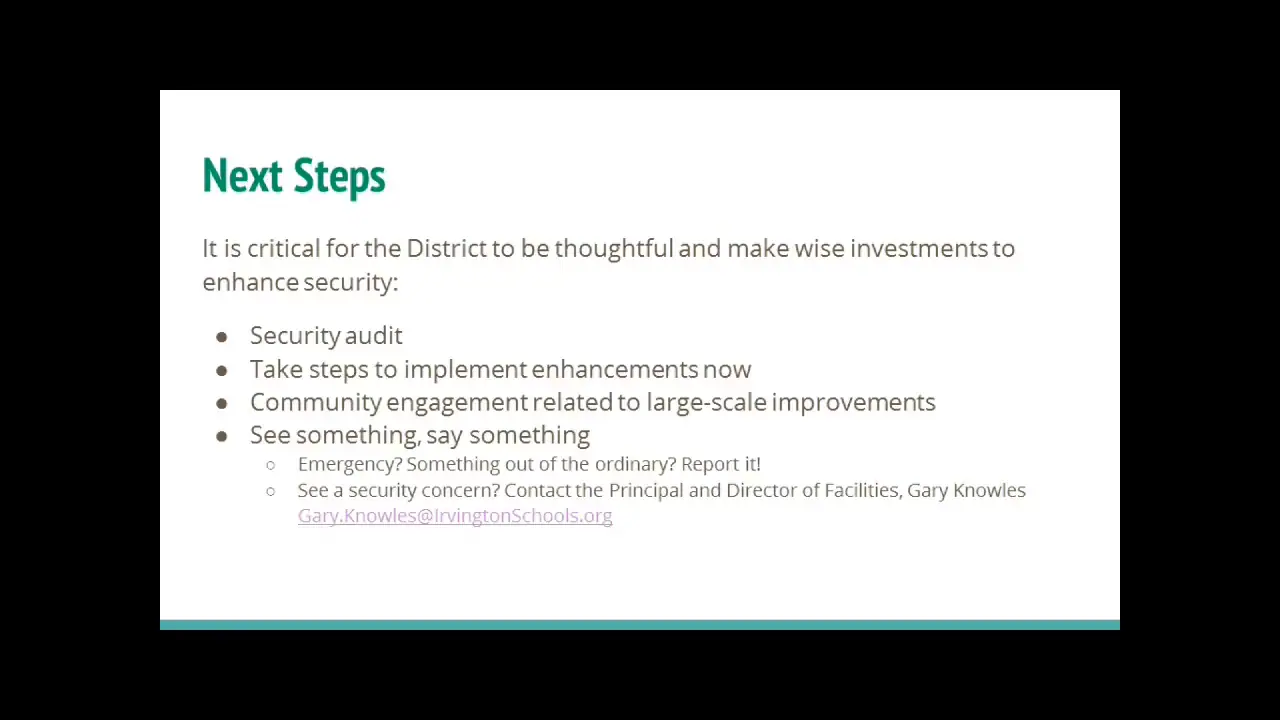 Next Steps
It is critical for the District to be thoughtful and make wise investments to
enhance security:
● Security audit
● Take steps to implement enhancements now
● Community engagement related to large-scale improvements
● See something, say something
○ Emergency? Something out of the ordinary? Report it!
○ See a security concern? Contact the Principal and Director of Facilities, Gary Knowles
Gary.Knowles@IrvingtonSchools.org